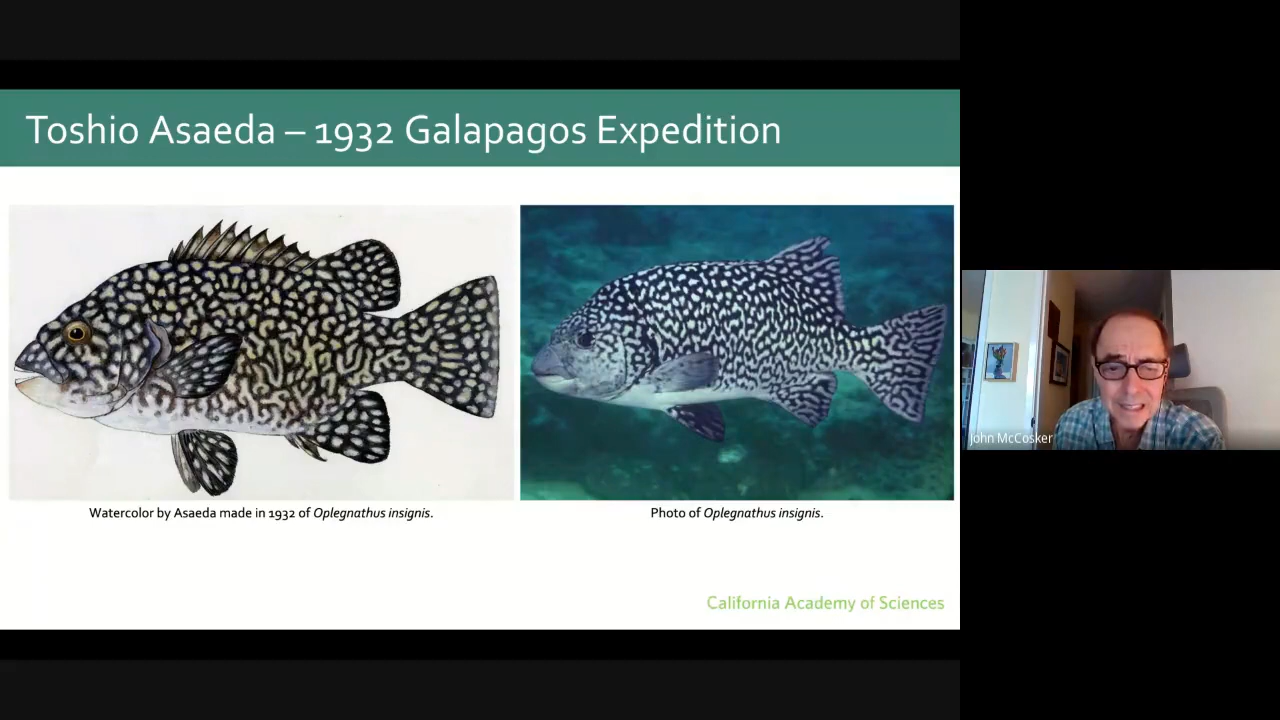 Toshio Asaeda – 1932 Galapagos Expedition
Watercolor by Asaeda made in 1932 of Oplegnathus insignis.
Photo of Oplegnathus insignis.
California Academy of Sciences
John McCosker